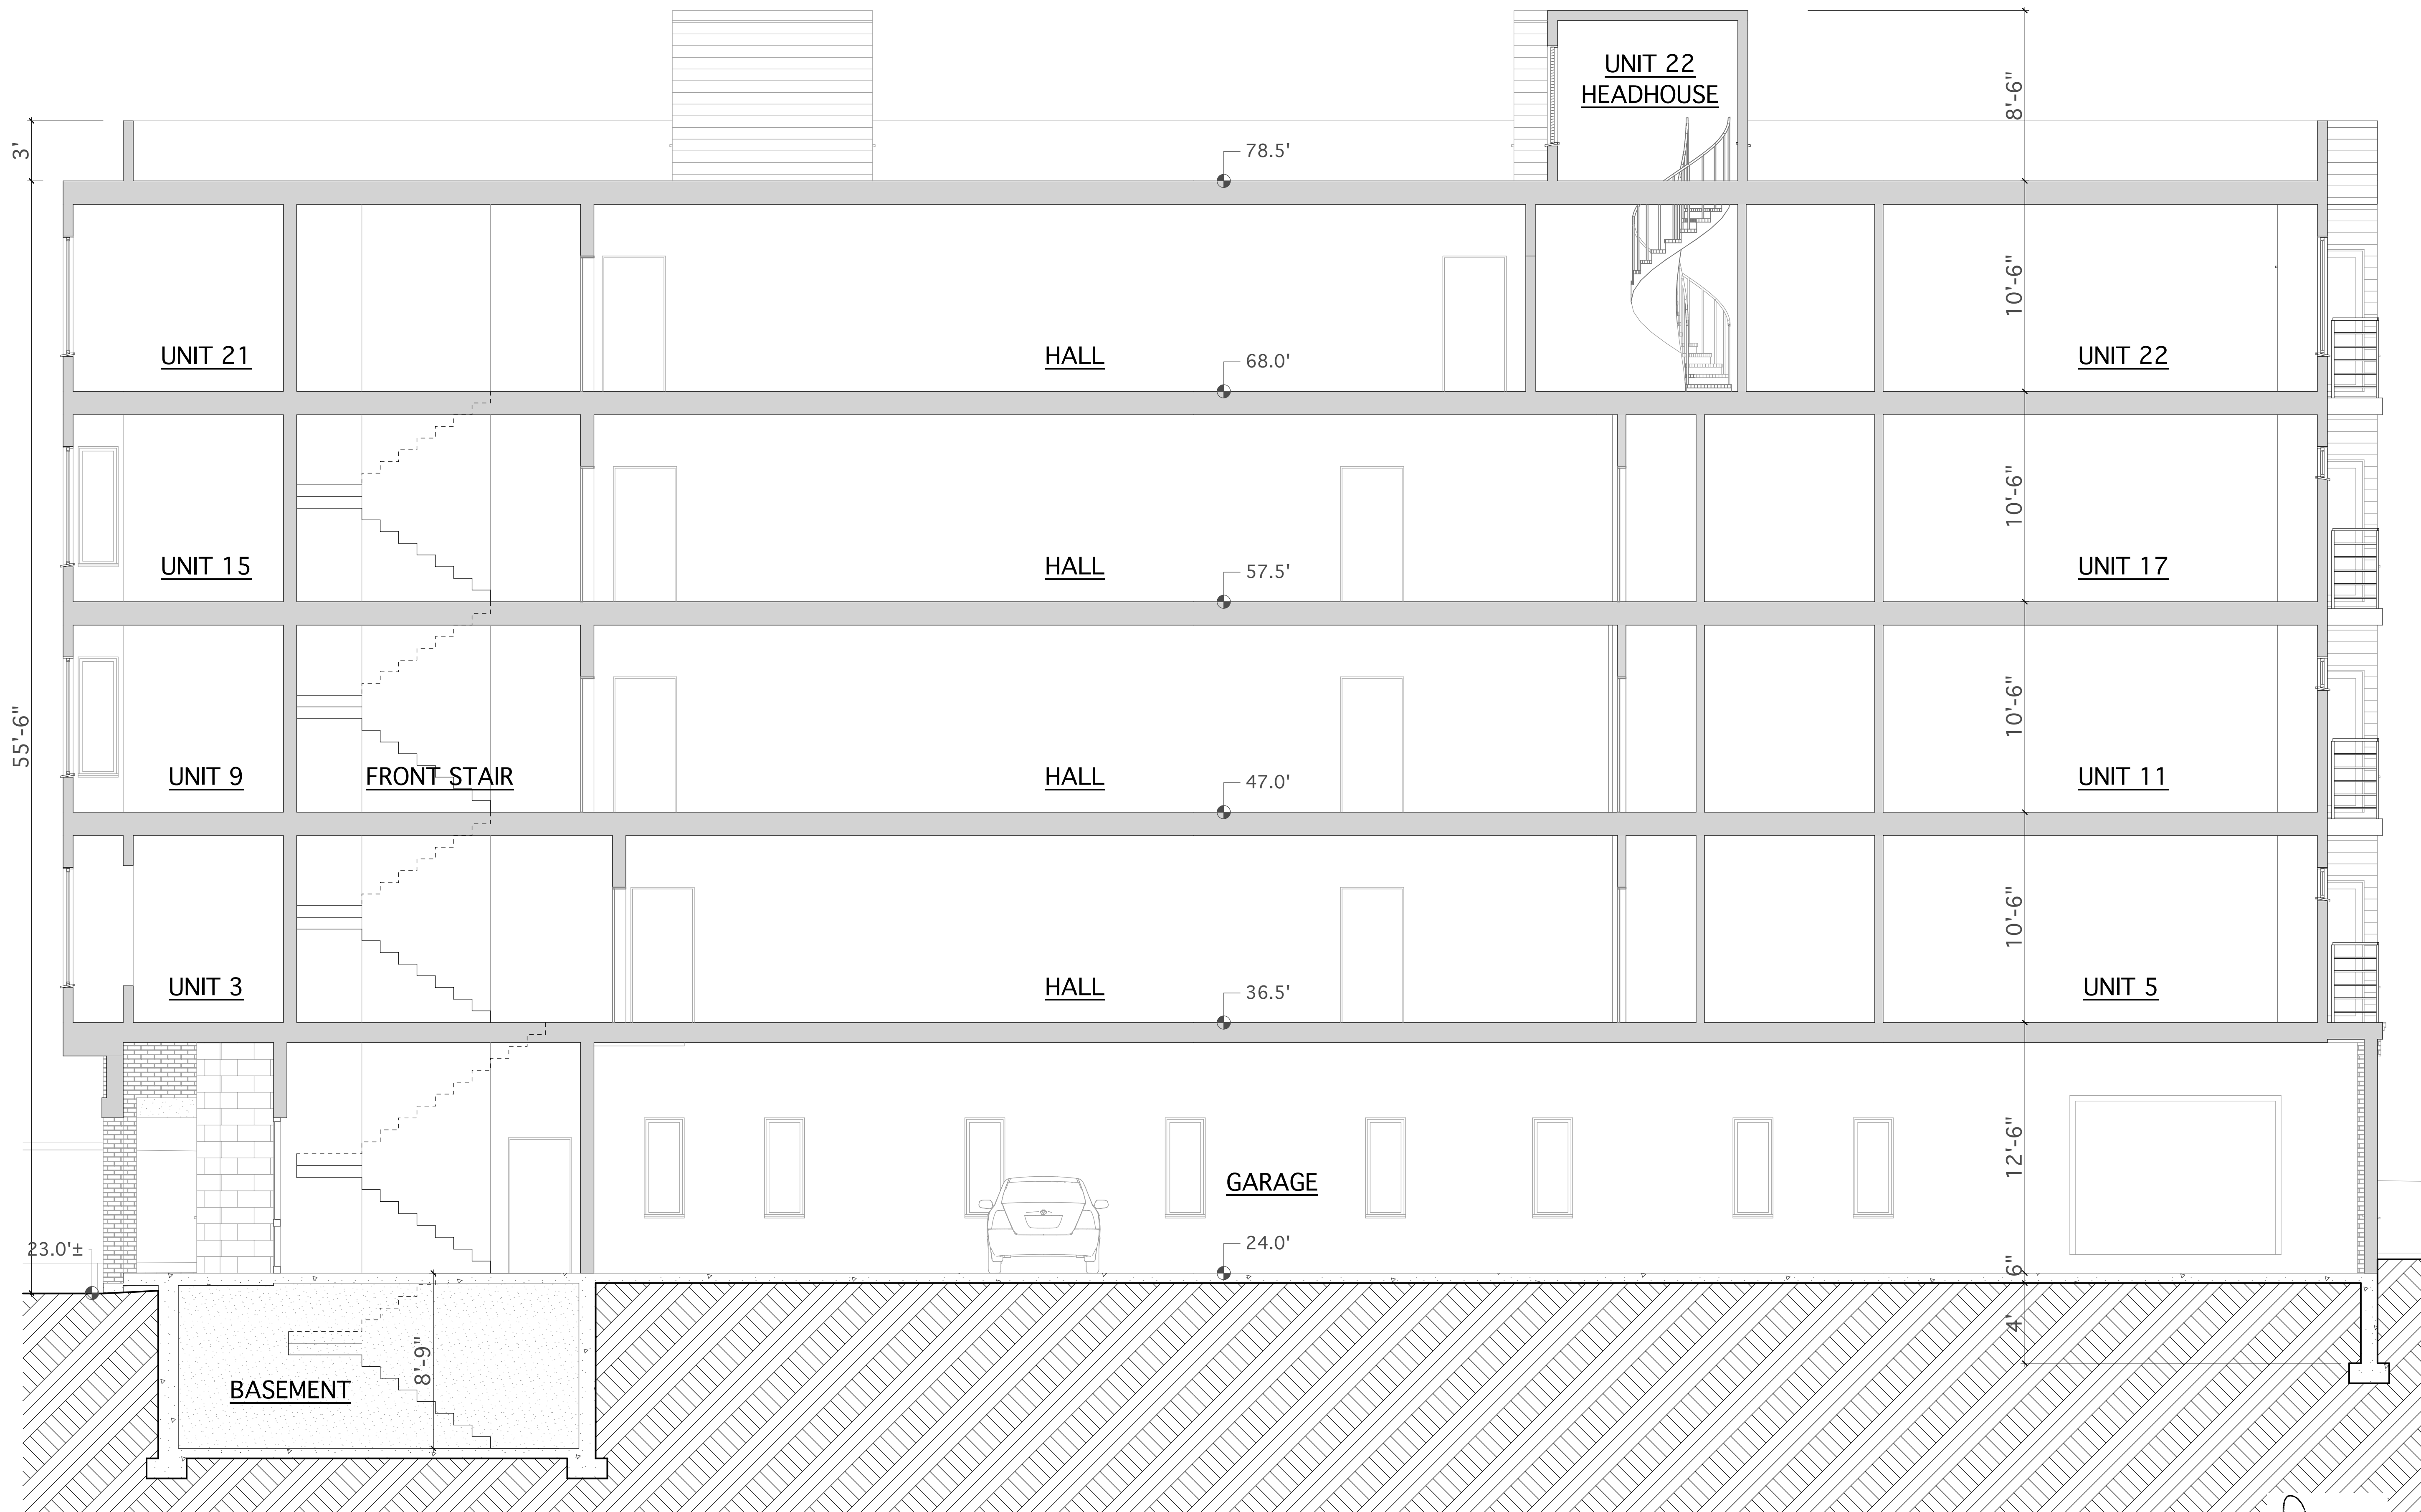 UNIT 22
HEADHOUSE
8'-6"
3'
78.5'
10'-6"
UNIT 21
HALL
68.0'
UNIT 22
10'-6"
UNIT 15
HALL
57.5'
UNIT 17
55'-6"
10'-6"
UNIT 9
FRONT STAIR
HALL
47.0'
UNIT 11
10'-6"
UNIT 3
HALL
36.5'
UNIT 5
12'-6"
GARAGE
23.0'±
24.0'
6"
4'
8'-9"
BASEMENT